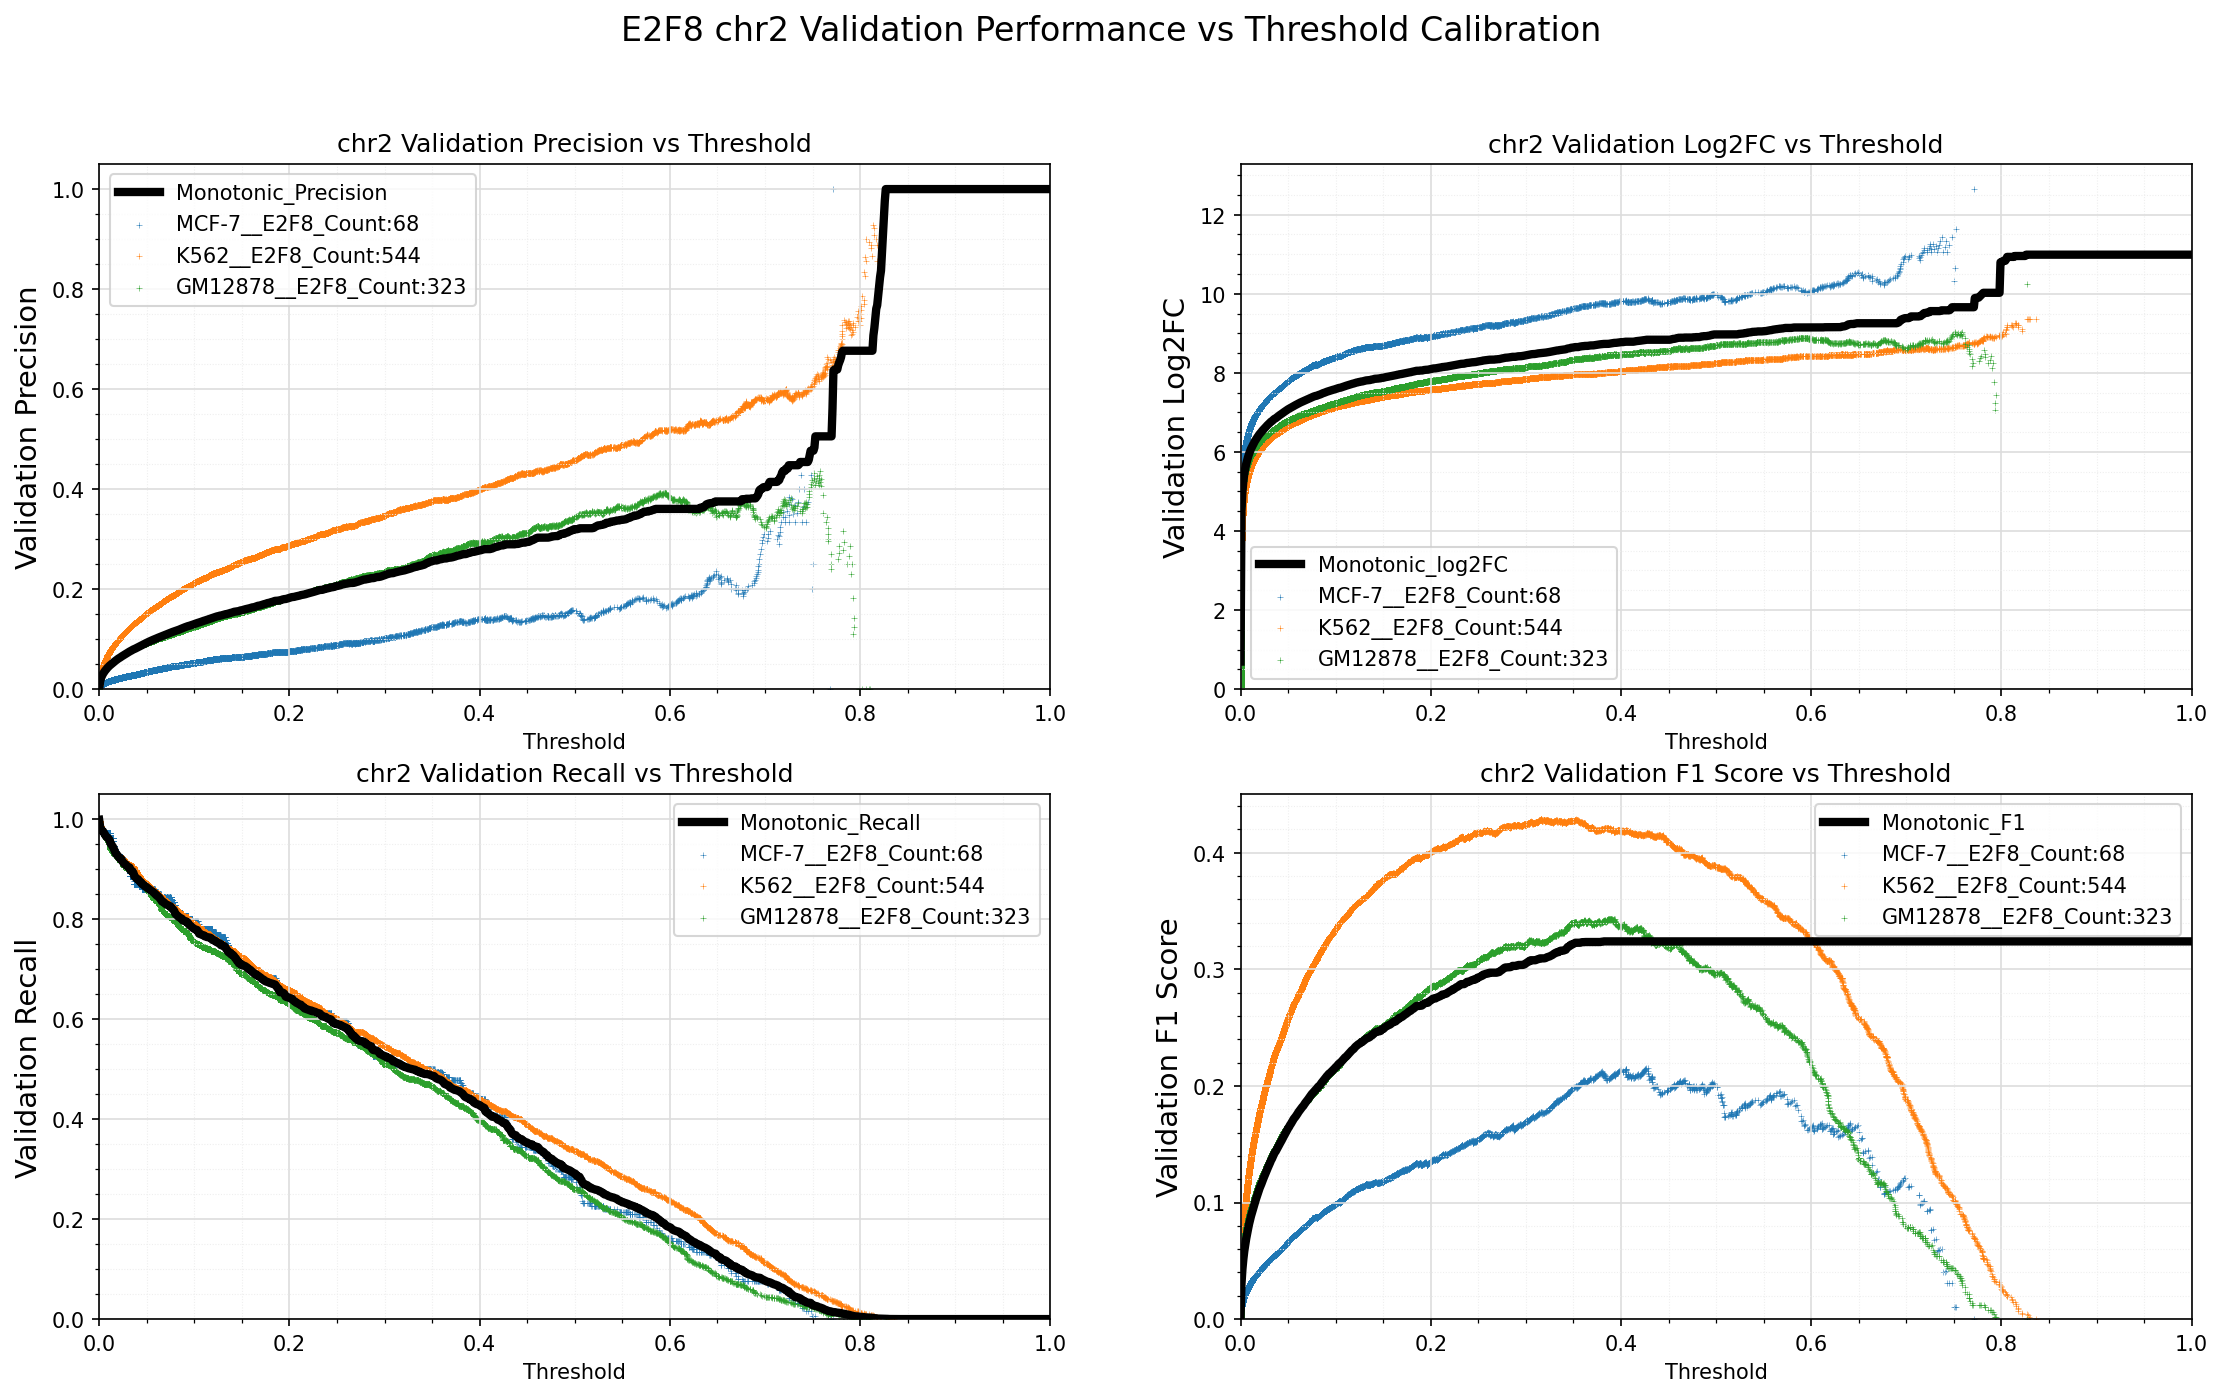 E2F8 chr2 Validation Performance vs Threshold Calibration
chr2 Validation Precision vs Threshold
Validation Precision
1.0
0.8
0.6
0.4
0.2
0.0
Monotonic_Precision
MCF-7__E2F8_Count:68
K562__E2F8_Count:544
GM12878__E2F8_Count:323
0.0 0.2 0.4 0.6 0.8 1.0
Threshold
chr2 Validation Log2FC vs Threshold
Validation Log2FC
12
10
8
6
4
2
0
Monotonic_log2FC
MCF-7__E2F8_Count:68
K562__E2F8_Count:544
GM12878__E2F8_Count:323
0.0 0.2 0.4 0.6 0.8 1.0
Threshold
chr2 Validation Recall vs Threshold
Validation Recall
1.0
0.8
0.6
0.4
0.2
0.0
Monotonic_Recall
MCF-7__E2F8_Count:68
K562__E2F8_Count:544
GM12878__E2F8_Count:323
0.0 0.2 0.4 0.6 0.8 1.0
Threshold
chr2 Validation F1 Score vs Threshold
Validation F1 Score
0.4
0.3
0.2
0.1
0.0
Monotonic_F1
MCF-7__E2F8_Count:68
K562__E2F8_Count:544
GM12878__E2F8_Count:323
0.0 0.2 0.4 0.6 0.8 1.0
Threshold